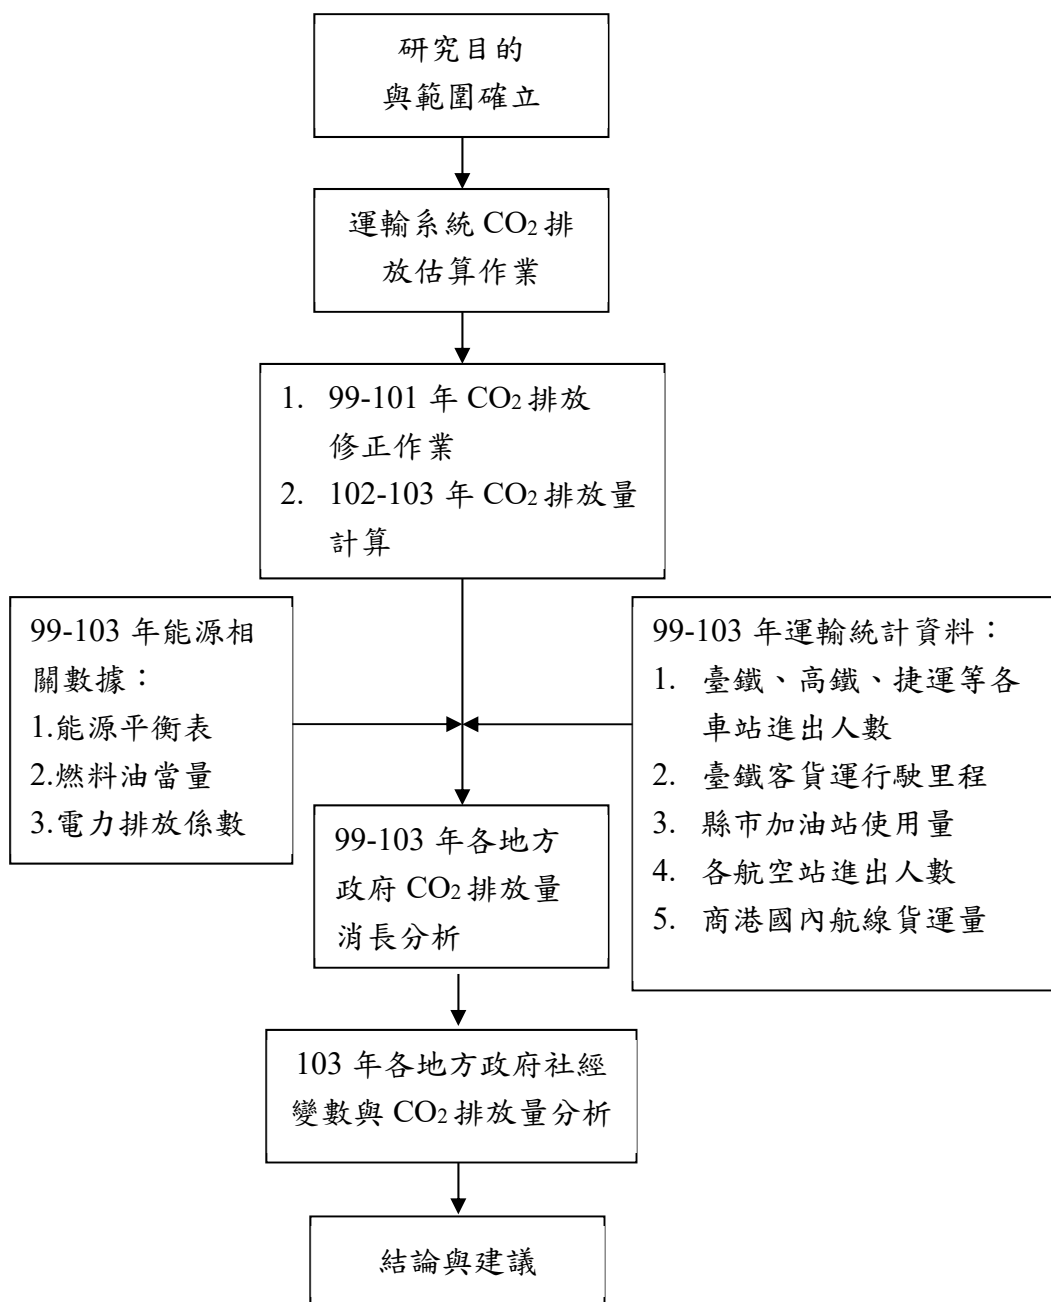 研究目的
與範圍確立
運輸系統 CO2 排
放估算作業
1. 99-101 年 CO2 排放
修正作業
2. 102-103 年 CO2 排放量
計算
99-103 年能源相
關數據：
1.能源平衡表
2.燃料油當量
3.電力排放係數
99-103 年運輸統計資料：
1. 臺鐵、高鐵、捷運等各
車站進出人數
2. 臺鐵客貨運行駛里程
3. 縣市加油站使用量
4. 各航空站進出人數
5. 商港國內航線貨運量
99-103 年各地方
政府 CO2 排放量
消長分析
103 年各地方政府社經
變數與 CO2 排放量分析
結論與建議